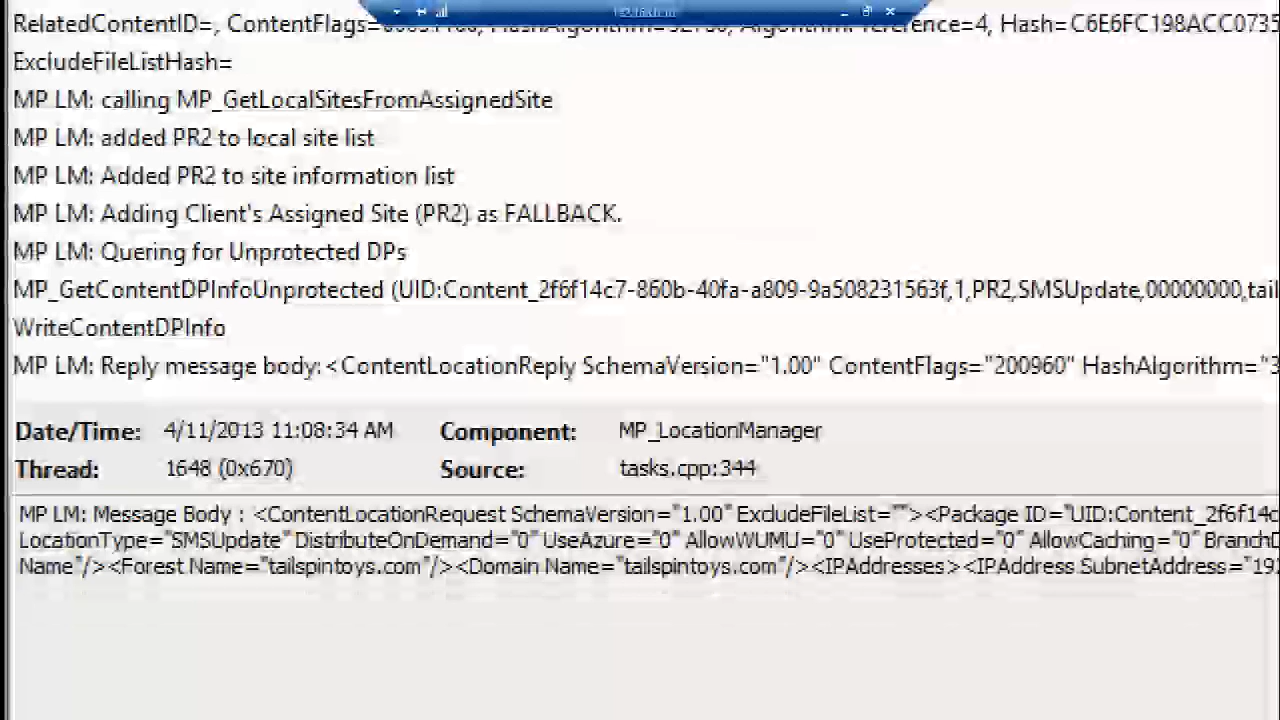 RelatedContentID=, ContentFlags= Hash=C6E6FC198ACC0735
ExcludeFileListHash=
MP LM: calling MP_GetLocalSitesFromAssignedSite
MP LM: added PR2 to local site list
MP LM: Added PR2 to site information list
MP LM: Adding Client's Assigned Site (PR2) as FALLBACK.
MP LM: Quering for Unprotected DPs
MP_GetContentDPInfoUnprotected (UID:Content_2f6f14c7-860b-40fa-a809-9a508231563f,1,PR2,SMSUpdate,00000000,tail
WriteContentDPInfo
MP LM: Reply message body: <ContentLocationReply SchemaVersion="1.00" ContentFlags="200960" HashAlgorithm="3
Date/Time: 4/11/2013 11:08:34 AM Component: MP_LocationManager
Thread: 1648 (0x670) Source: tasks.cpp:344
MP LM: Message Body : <ContentLocationRequest SchemaVersion="1.00" ExcludeFileList=""><Package ID="UID:Content_2f6f14c
LocationType="SMSUpdate" DistributeOnDemand="0" UseAzure="0" AllowWUMU="0" UseProtected="0" AllowCaching="0" BranchD
Name"/><Forest Name="tailspintoys.com"/><Domain Name="tailspintoys.com"/><IPAddresses><IPAddress SubnetAddress="192